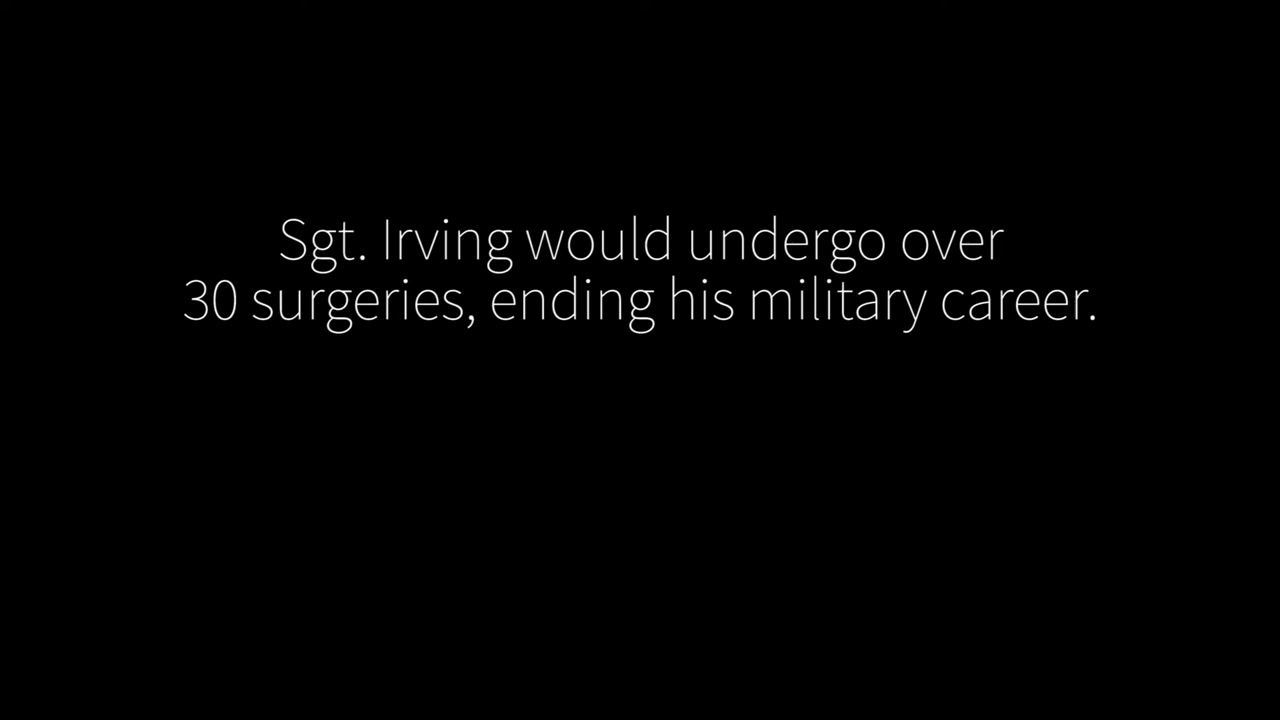 Sgt. Irving would undergo over
30 surgeries, ending his military career.